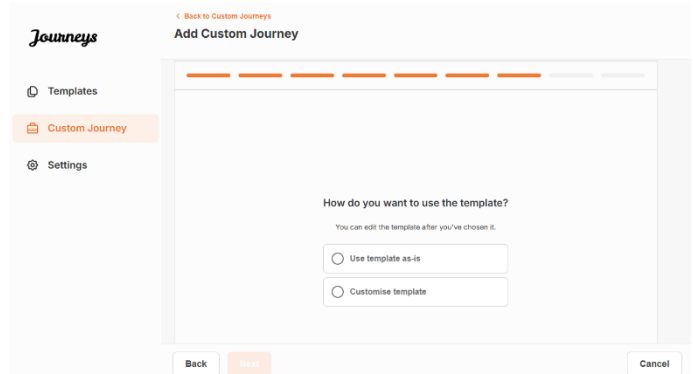 Journeys
Templates
Custom Journey
Settings
Back to Custom Journeys
Add Custom Journey
How do you want to use the template?
You can edit the template after you've chosen it.
Use template as-is
Customise template
Back
Next
Cancel